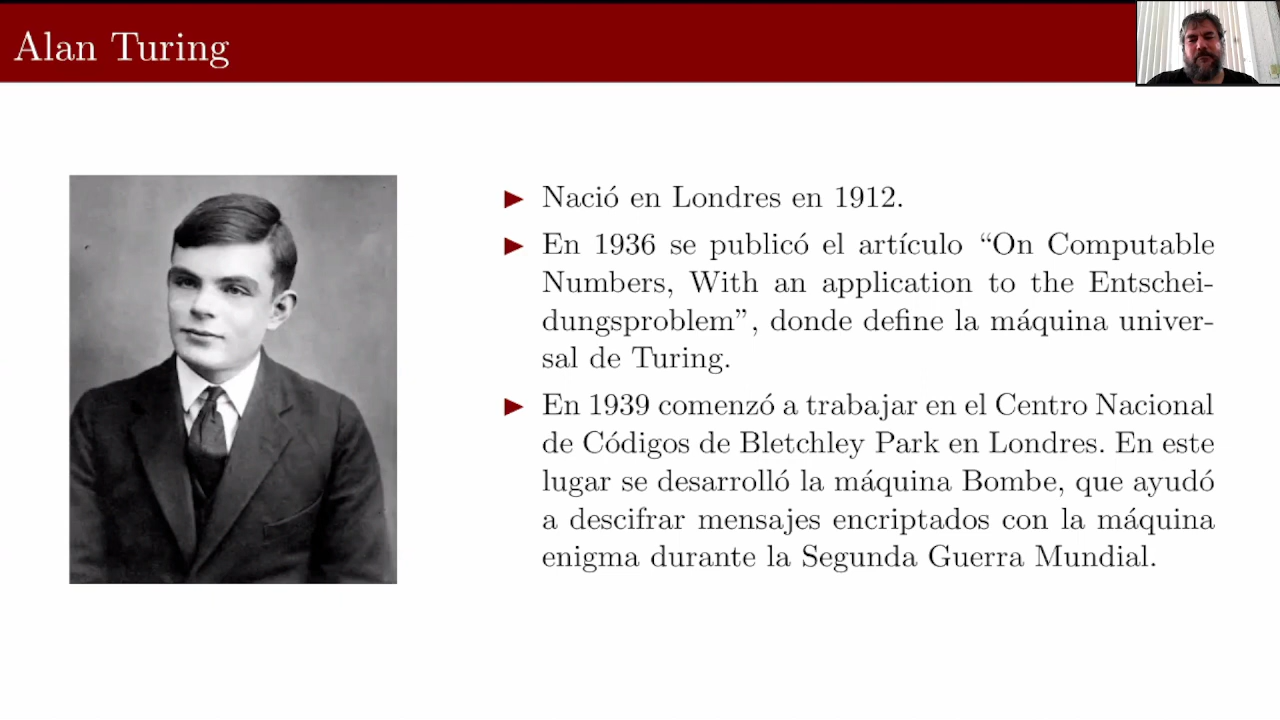 Alan Turing
Nació en Londres en 1912.
En 1936 se publicó el artículo “On Computable
Numbers, With an application to the Entschei-
dungsproblem”, donde define la máquina univer-
sal de Turing.
En 1939 comenzó a trabajar en el Centro Nacional
de Códigos de Bletchley Park en Londres. En este
lugar se desarrolló la máquina Bombe, que ayudó
a descifrar mensajes encriptados con la máquina
enigma durante la Segunda Guerra Mundial.